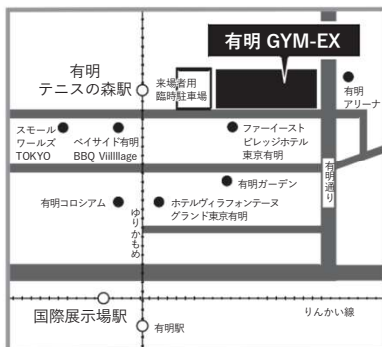 有明 GYM-EX
有明
テニスの森駅
来場者用
臨時駐車場
有明
アリーナ
スモール
ワールズ
TOKYO
ベイサイド有明
BBQ Viilllage
ファーイースト
ビレッジホテル
東京有明
有明通り
有明ガーデン
有明コロシアム
ゆりかもめ
ホテルヴィラフォンテーヌ
グランド東京有明
国際展示場駅
りんかい線
有明駅